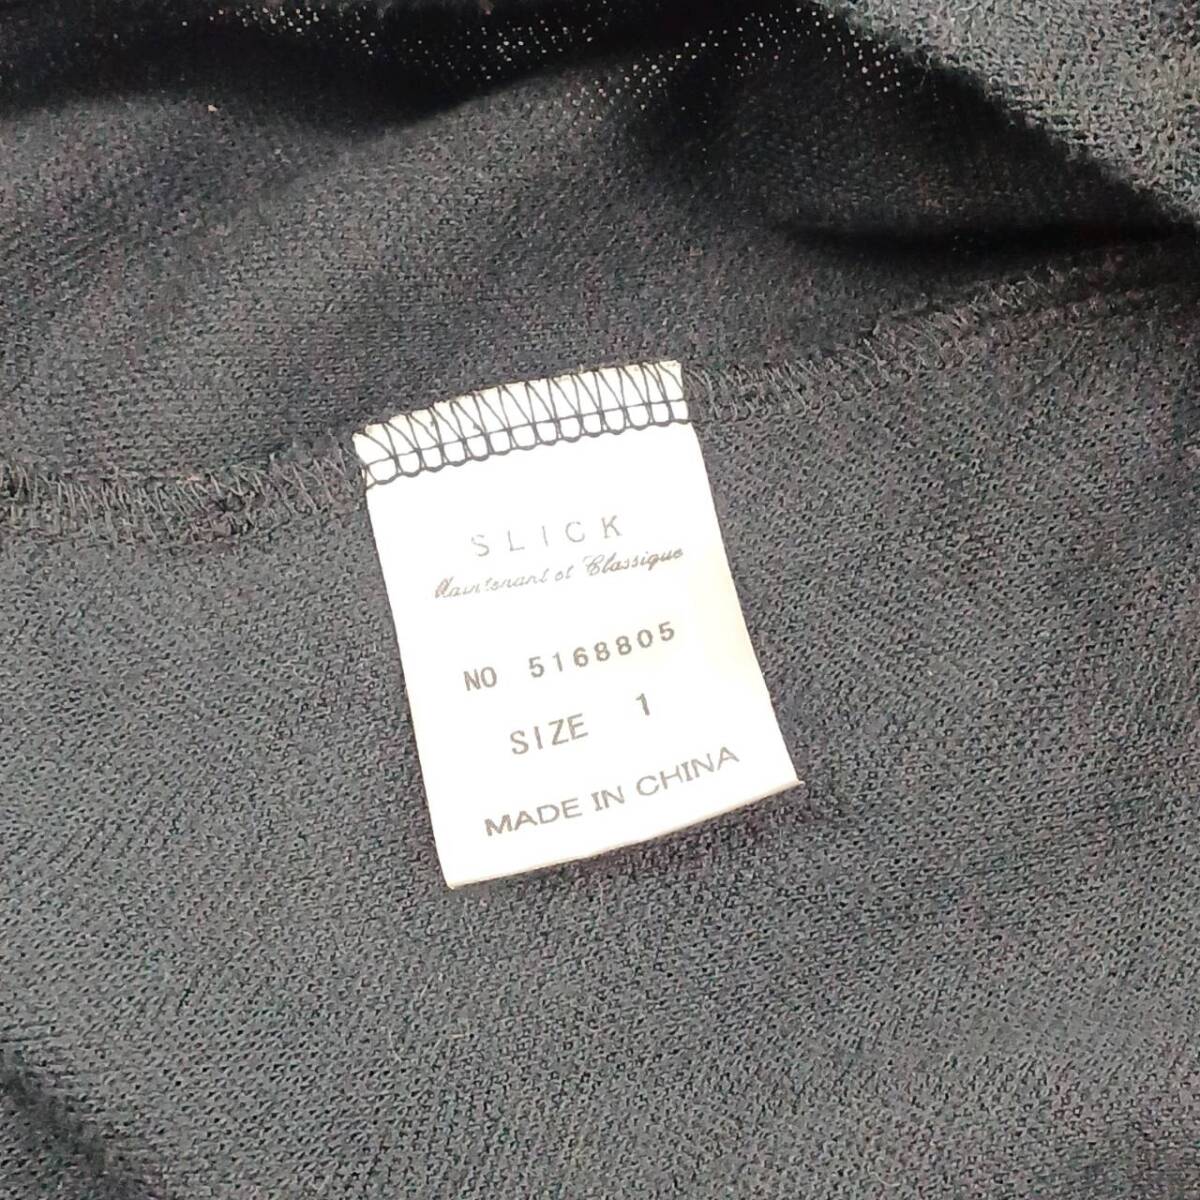 SLICK
Maintenant et Classique
NO 5168805
SIZE 1
MADE IN CHINA